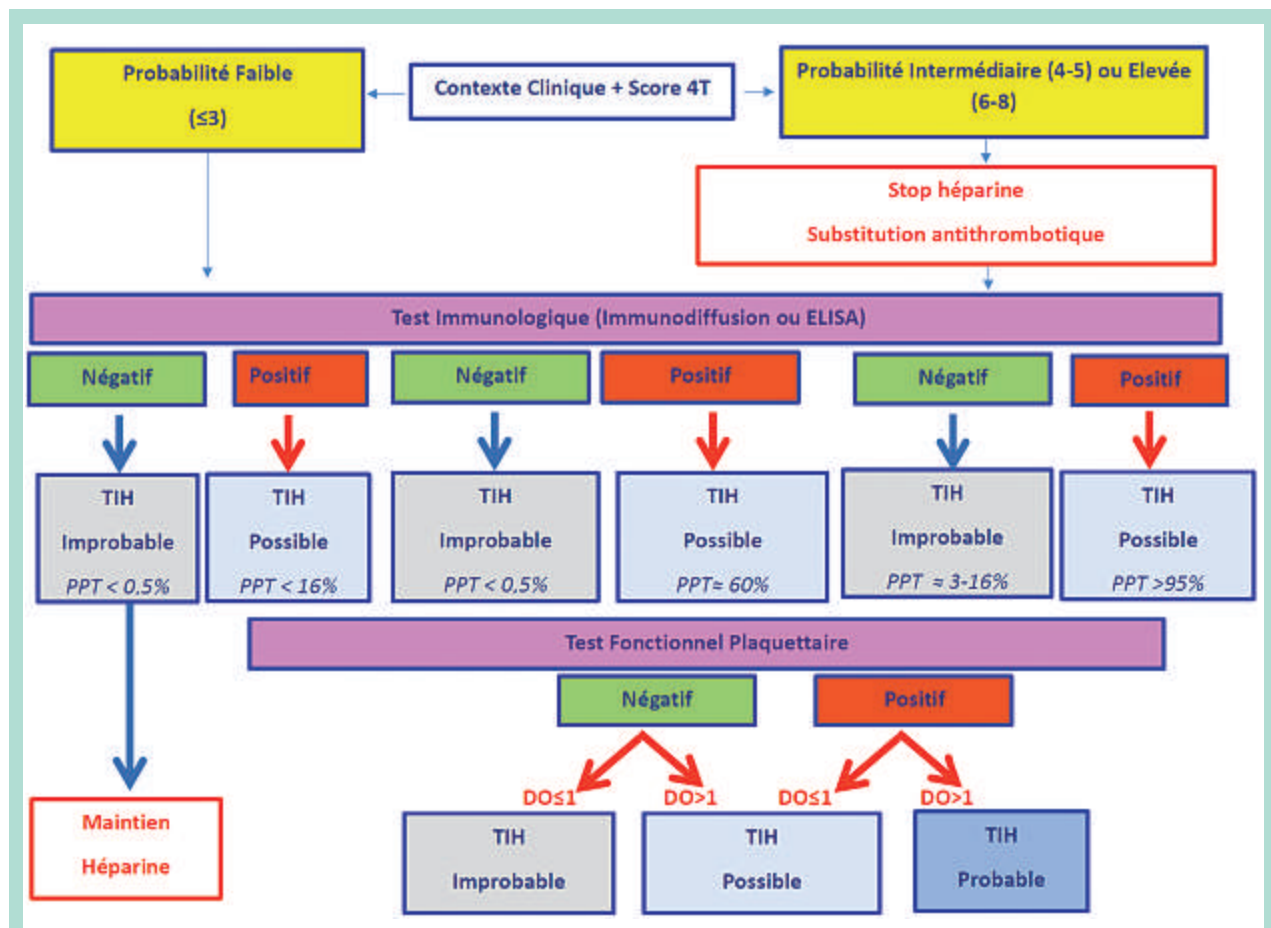 Probabilité Faible
(≤3)
Contexte Clinique + Score 4T
Probabilité Intermédiaire (4-5) ou Elevée
(6-8)
Stop héparine
Substitution antithrombotique
Test Immunologique (Immunodiffusion ou ELISA)
Négatif
Positif
Négatif
Positif
Négatif
Positif
TIH
Improbable
PPT < 0.5%
TIH
Possible
PPT < 16%
TIH
Improbable
PPT < 0,5%
TIH
Possible
PPT≈ 60%
TIH
Improbable
PPT ≈ 3-16%
TIH
Possible
PPT >95%
Test Fonctionnel Plaquettaire
Négatif
Positif
DO≤1
DO>1
DO≤1
DO>1
Maintien
Héparine
TIH
Improbable
TIH
Possible
TIH
Probable